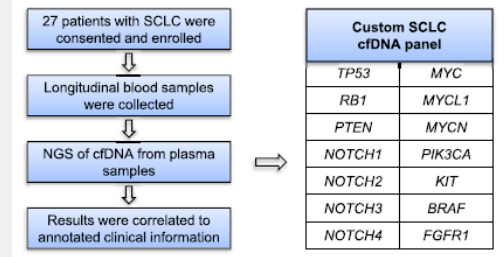 27 patients with SCLC were
consented and enrolled
Longitudinal blood samples
were collected
NGS of cfDNA from plasma
samples
Results were correlated to
annotated clinical information
Custom SCLC
cfDNA panel
TP53 MYC
RB1 MYCL1
PTEN MYCN
NOTCH1 PIK3CA
NOTCH2 KIT
NOTCH3 BRAF
NOTCH4 FGFR1